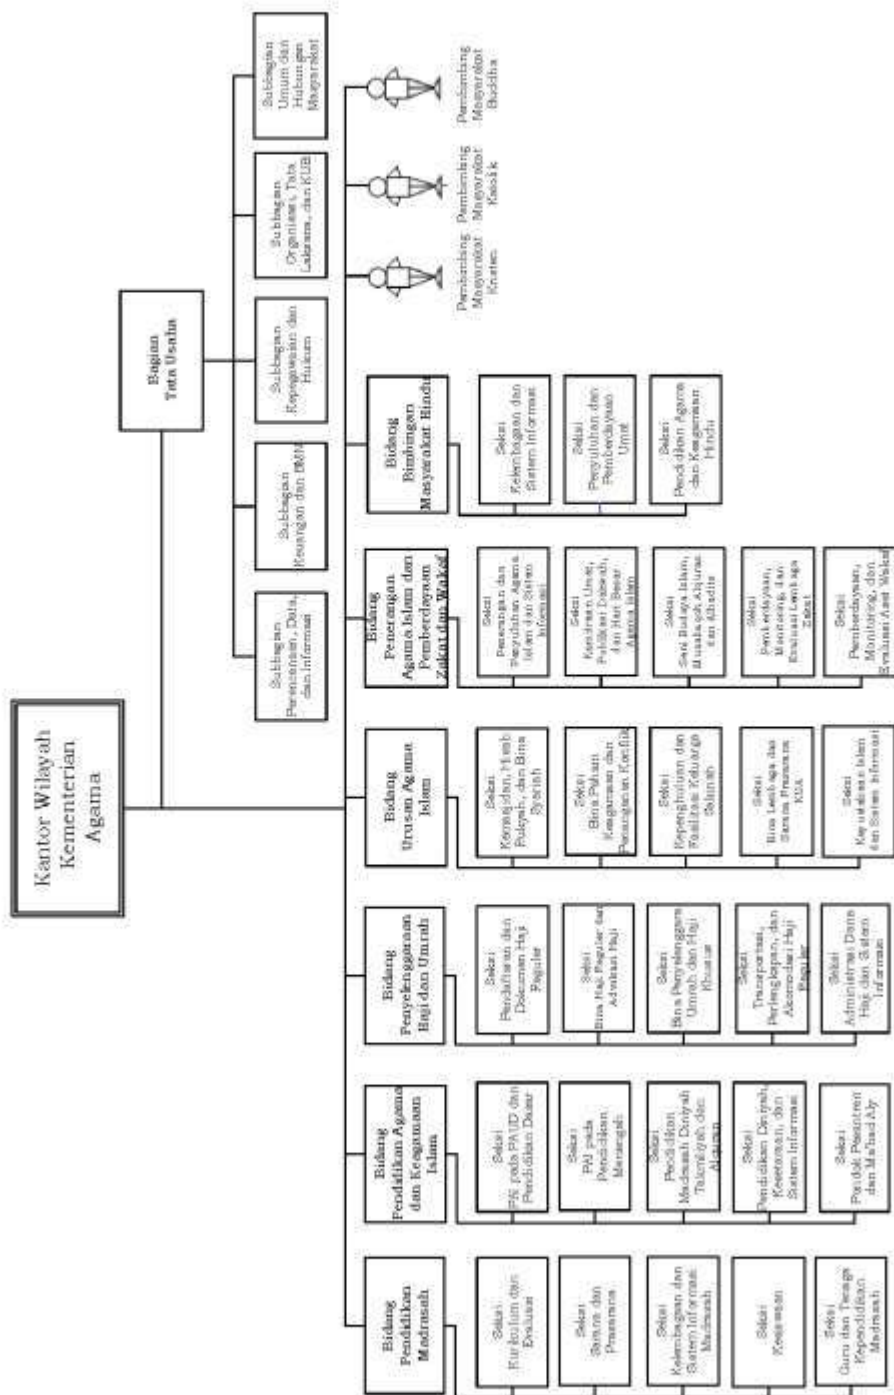 Kantor Wilayah
Kementerian
Agama
Bagian
Tata Usaha
Subbagian
Perencanaan, Data,
dan Informasi
Subbagian
Keuangan dan BMN
Subbagian
Kepegawaian dan
Hukum
Subbagian
Organisasi, Tata
Laksana, dan KUB
Subbagian
Umum dan
Hubungan
Masyarakat
Bidang
Pendidikan
Madrasah
Seksi
Kurikulum dan
Evaluasi
Seksi
Sarana dan
Prasarana
Seksi
Kelembagaan dan
Sistem Informasi
Madrasah
Seksi
Kesiswaan
Seksi
Guru dan Tenaga
Kependidikan
Madrasah
Bidang
Pendidikan Agama
dan Keagamaan
Islam
Seksi
PAI pada PAUD dan
Pendidikan Dasar
Seksi
PAI pada
Pendidikan
Menengah
Seksi
Pendidikan
Madrasah Diniyah
Takmiliyah dan
Alquran
Seksi
Pendidikan Diniyah,
Kesetaraan, dan
Sistem Informasi
Seksi
Pondok Pesantren
dan Ma'had Aly
Bidang
Penyelenggaraan
Haji dan Umrah
Seksi
Pendaftaran dan
Dokumen Haji
Reguler
Seksi
Bina Haji Reguler dan
Advokasi Haji
Seksi
Bina Penyelenggara
Umrah dan Haji
Khusus
Seksi
Transportasi,
Perlengkapan, dan
Akomodasi Haji
Reguler
Seksi
Administrasi Dana
Haji dan Sistem
Informasi
Bidang
Urusan Agama
Islam
Seksi
Kemasjidan, Hisab
Rukyah, dan Bina
Syariah
Seksi
Bina Paham
Keagamaan dan
Penanganan Konflik
Seksi
Kepenghuluan dan
Fasilitas Keluarga
Sakinah
Seksi
Bina Lembaga dan
Sarana Prasarana
KUA
Seksi
Kepustakaan Islam
dan Sistem Informasi
Bidang
Penerangan
Agama Islam dan
Pemberdayaan
Zakat dan Wakaf
Seksi
Penerangan dan
Penyuluhan Agama
Islam dan Sistem
Informasi
Seksi
Kemitraan Umat,
Publikasi Dakwah,
dan Hari Besar
Agama Islam
Seksi
Seni Budaya Islam,
Musabaqah Alquran
dan Alhadits
Seksi
Pemberdayaan,
Monitoring, dan
Evaluasi Lembaga
Zakat
Seksi
Pemberdayaan,
Monitoring, dan
Evaluasi Aset Wakaf
Bidang
Bimbingan
Masyarakat Hindu
Seksi
Kelembagaan dan
Sistem Informasi
Seksi
Penyuluhan dan
Pemberdayaan
Umat
Seksi
Pendidikan Agama
dan Keagamaan
Hindu
Pembimbing
Masyarakat
Kristen
Pembimbing
Masyarakat
Katolik
Pembimbing
Masyarakat
Buddha